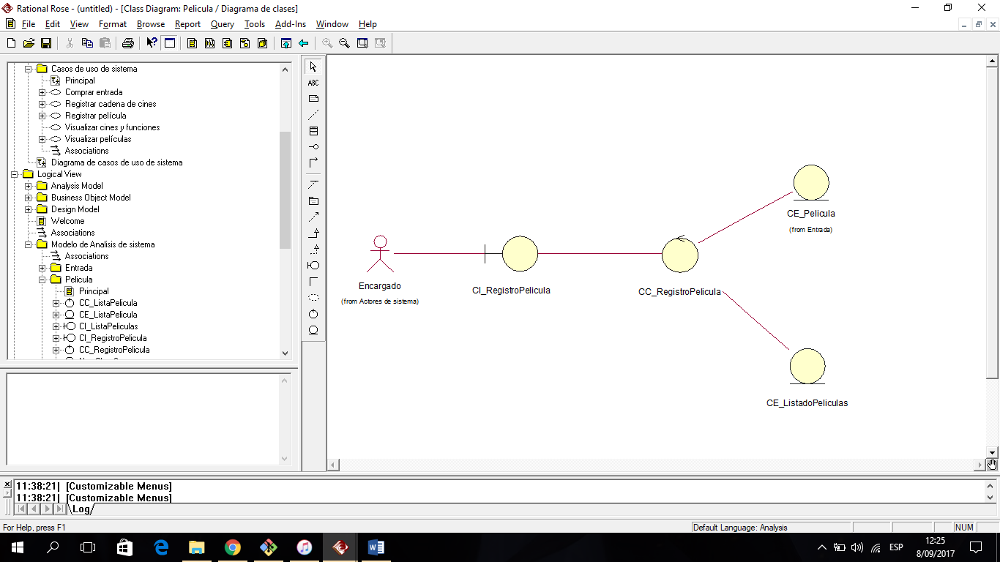 Rational Rose - (untitled) - [Class Diagram: Pelicula / Diagrama de clases]
File Edit View Format Browse Report Query Tools Add-Ins Window Help
Casos de uso de sistema
Principal
Comprar entrada
Registrar cadena de cines
Registrar película
Visualizar cines y funciones
Visualizar películas
Associations
Diagrama de casos de uso de sistema
Logical View
Analysis Model
Business Object Model
Design Model
Welcome
Associations
Modelo de Analisis de sistema
Associations
Entrada
Pelicula
Principal
CC_ListaPelicula
CE_ListaPelicula
CI_ListaPeliculas
CI_RegistroPelicula
CC_RegistroPelicula
ABC
CE_Pelicula
(from Entrada)
Encargado
(from Actores de sistema)
CI_RegistroPelicula
CC_RegistroPelicula
CE_ListadoPeliculas
11:38:21| [Customizable Menus]
11:38:21| [Customizable Menus]
Log
For Help, press F1
Default Language: Analysis
NUM
ESP
12:25
8/09/2017